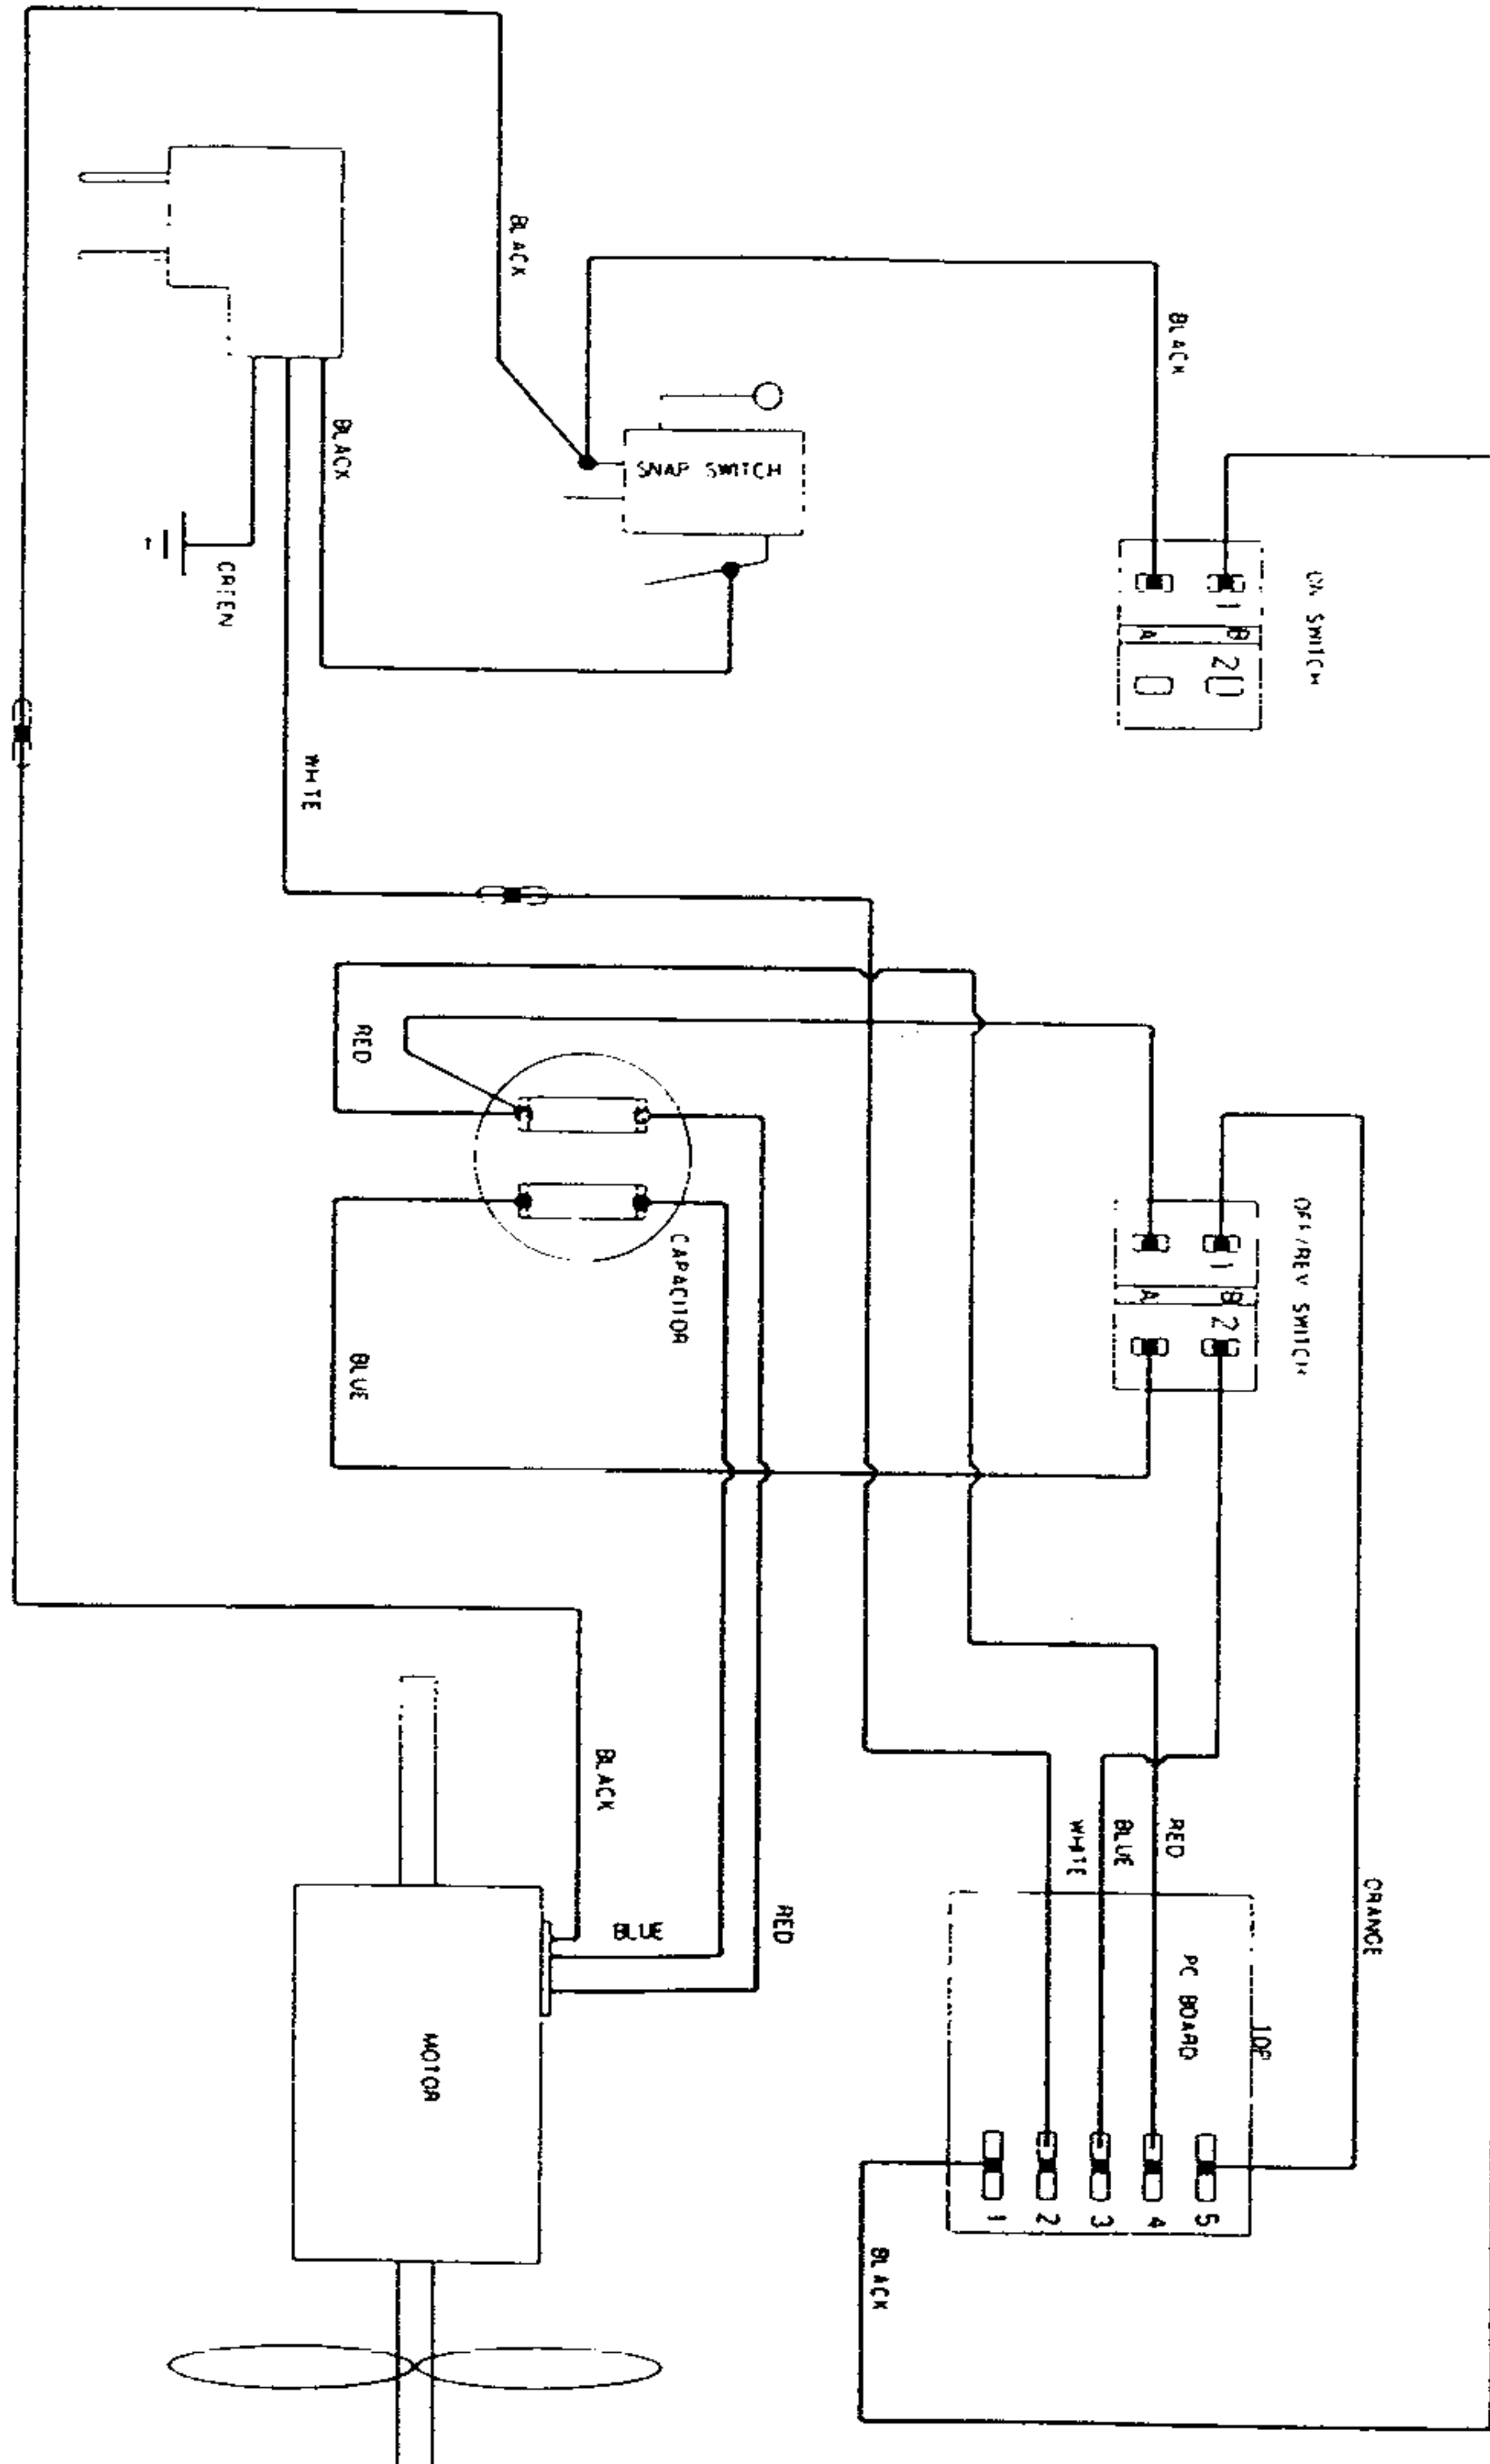 BLACK
BLACK
BLACK
SNAP SWITCH
GREEN
ON SWITCH
1
B
A
2
WHITE
RED
CAPACITOR
BLUE
OFF/REV SWITCH
1
B
A
2
BLACK
BLUE
RED
MOTOR
WHITE
BLUE
RED
ORANGE
PC BOARD
TOP
1
2
3
4
5
BLACK